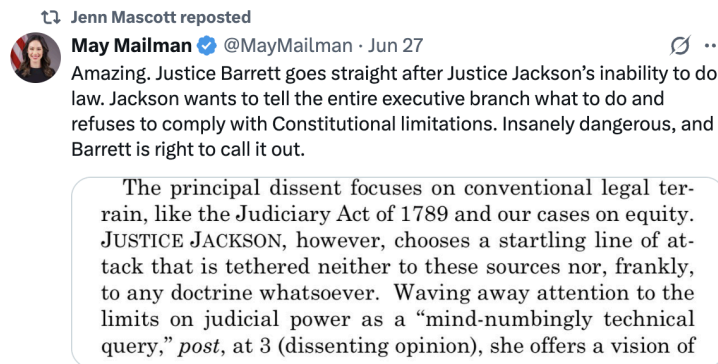 Jenn Mascott reposted
May Mailman @MayMailman · Jun 27
Amazing. Justice Barrett goes straight after Justice Jackson's inability to do
law. Jackson wants to tell the entire executive branch what to do and
refuses to comply with Constitutional limitations. Insanely dangerous, and
Barrett is right to call it out.
The principal dissent focuses on conventional legal ter-
rain, like the Judiciary Act of 1789 and our cases on equity.
JUSTICE JACKSON, however, chooses a startling line of at-
tack that is tethered neither to these sources nor, frankly,
to any doctrine whatsoever. Waving away attention to the
limits on judicial power as a “mind-numbingly technical
query,” post, at 3 (dissenting opinion), she offers a vision of